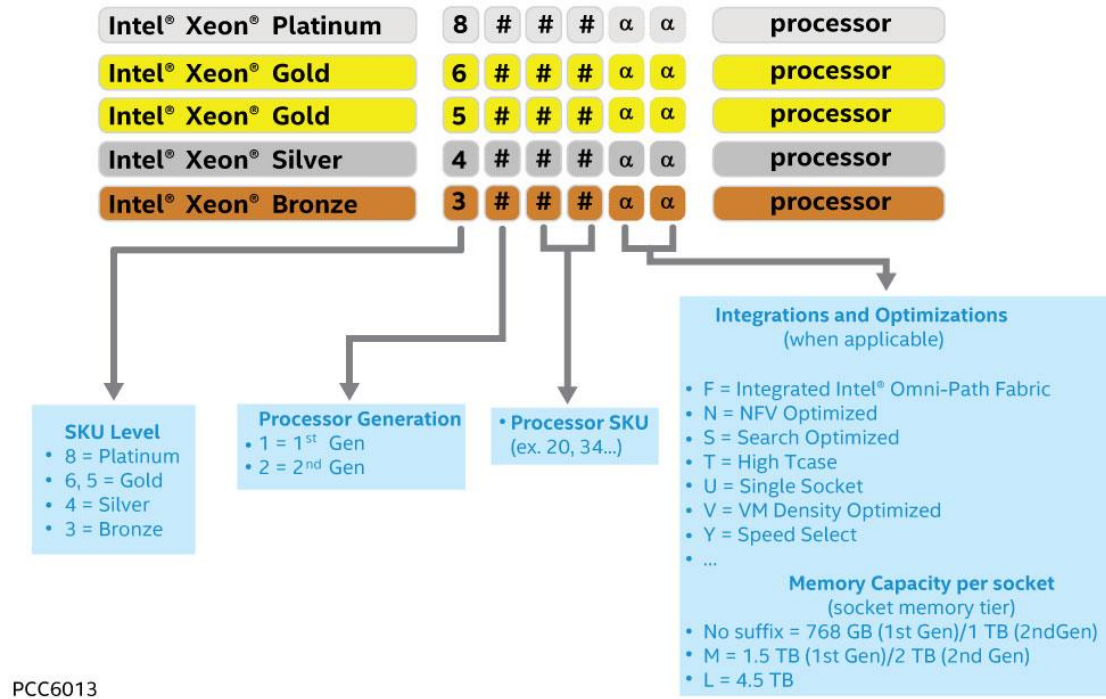 Intel® Xeon® Platinum 8 # # # α α processor
Intel® Xeon® Gold 6 # # # α α processor
Intel® Xeon® Gold 5 # # # α α processor
Intel® Xeon® Silver 4 # # # α α processor
Intel® Xeon® Bronze 3 # # # α α processor
SKU Level
• 8 = Platinum
• 6, 5 = Gold
• 4 = Silver
• 3 = Bronze
Processor Generation
• 1 = 1st Gen
• 2 = 2nd Gen
• Processor SKU
(ex. 20, 34...)
Integrations and Optimizations
(when applicable)
• F = Integrated Intel® Omni-Path Fabric
• N = NFV Optimized
• S = Search Optimized
• T = High Tcase
• U = Single Socket
• V = VM Density Optimized
• Y = Speed Select
• ...
Memory Capacity per socket
(socket memory tier)
• No suffix = 768 GB (1st Gen)/1 TB (2ndGen)
• M = 1.5 TB (1st Gen)/2 TB (2nd Gen)
• L = 4.5 TB
PCC6013